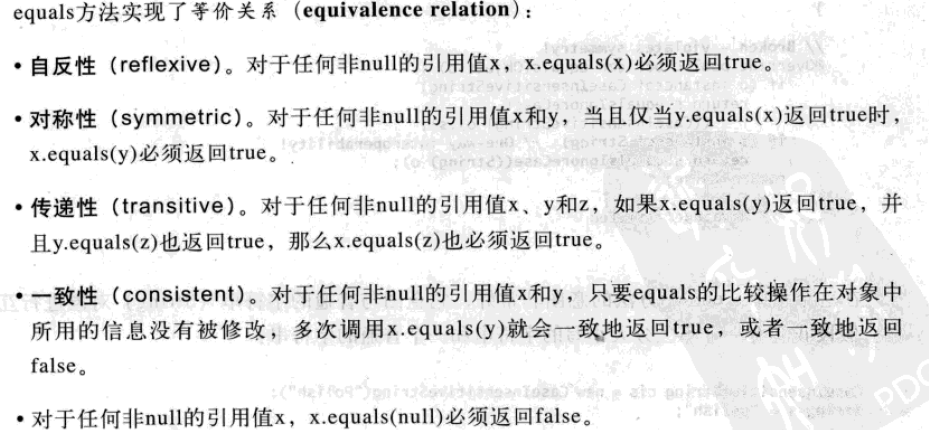 equals方法实现了等价关系（equivalence relation）：
• 自反性（reflexive）。对于任何非null的引用值x，x.equals(x)必须返回true。
• 对称性（symmetric）。对于任何非null的引用值x和y，当且仅当y.equals(x)返回true时，
x.equals(y)必须返回true。
• 传递性（transitive）。对于任何非null的引用值x、y和z，如果x.equals(y)返回true，并
且y.equals(z)也返回true，那么x.equals(z)也必须返回true。
• 一致性（consistent）。对于任何非null的引用值x和y，只要equals的比较操作在对象中
所用的信息没有被修改，多次调用x.equals(y)就会一致地返回true，或者一致地返回
false。
• 对于任何非null的引用值x，x.equals(null)必须返回false。
PDG